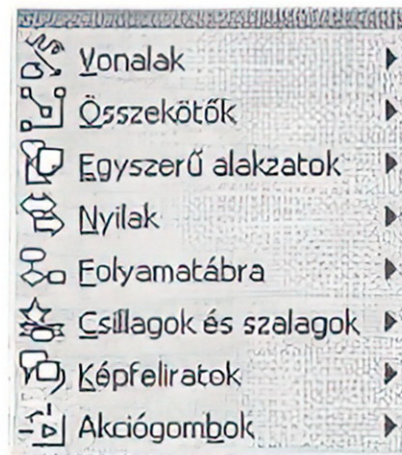 Vonalak
Összekötők
Egyszerű alakzatok
Nyilak
Folyamatábra
Csillagok és szalagok
Képfeliratok
Akciógombok